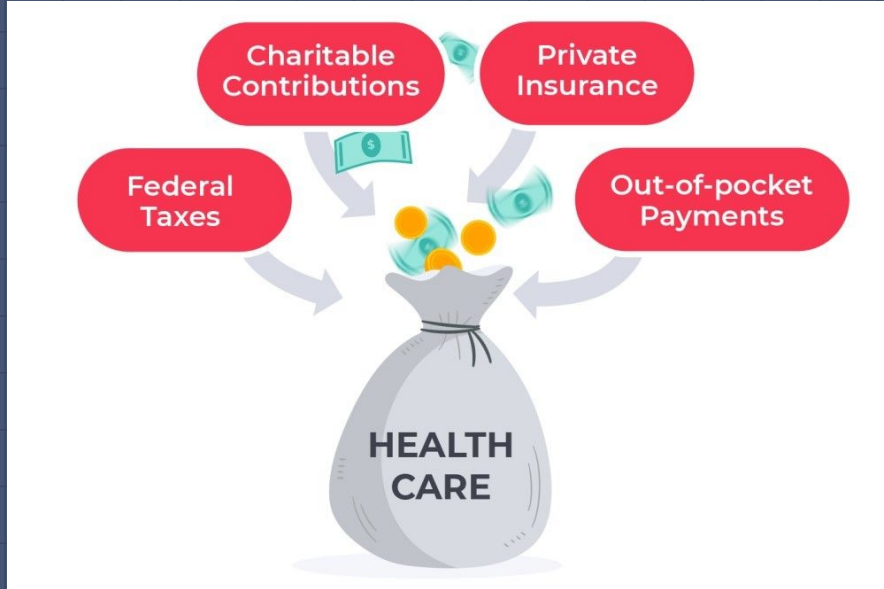 Charitable
Contributions
Private
Insurance
Federal
Taxes
Out-of-pocket
Payments
$
$
$
$
HEALTH
CARE